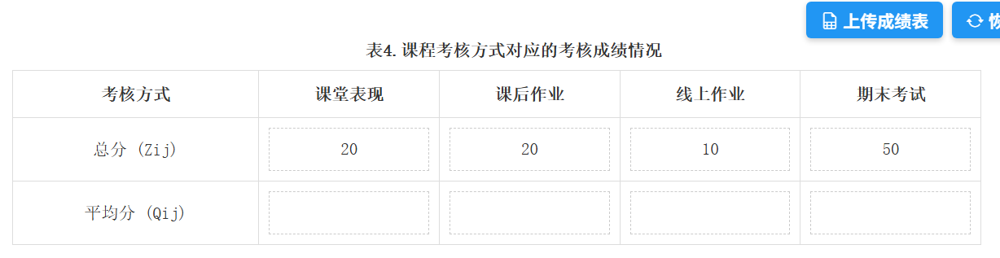 上传成绩表
恢
表4. 课程考核方式对应的考核成绩情况
考核方式 课堂表现 课后作业 线上作业 期末考试
总分 (Zij) 20 20 10 50
平均分 (Qij)